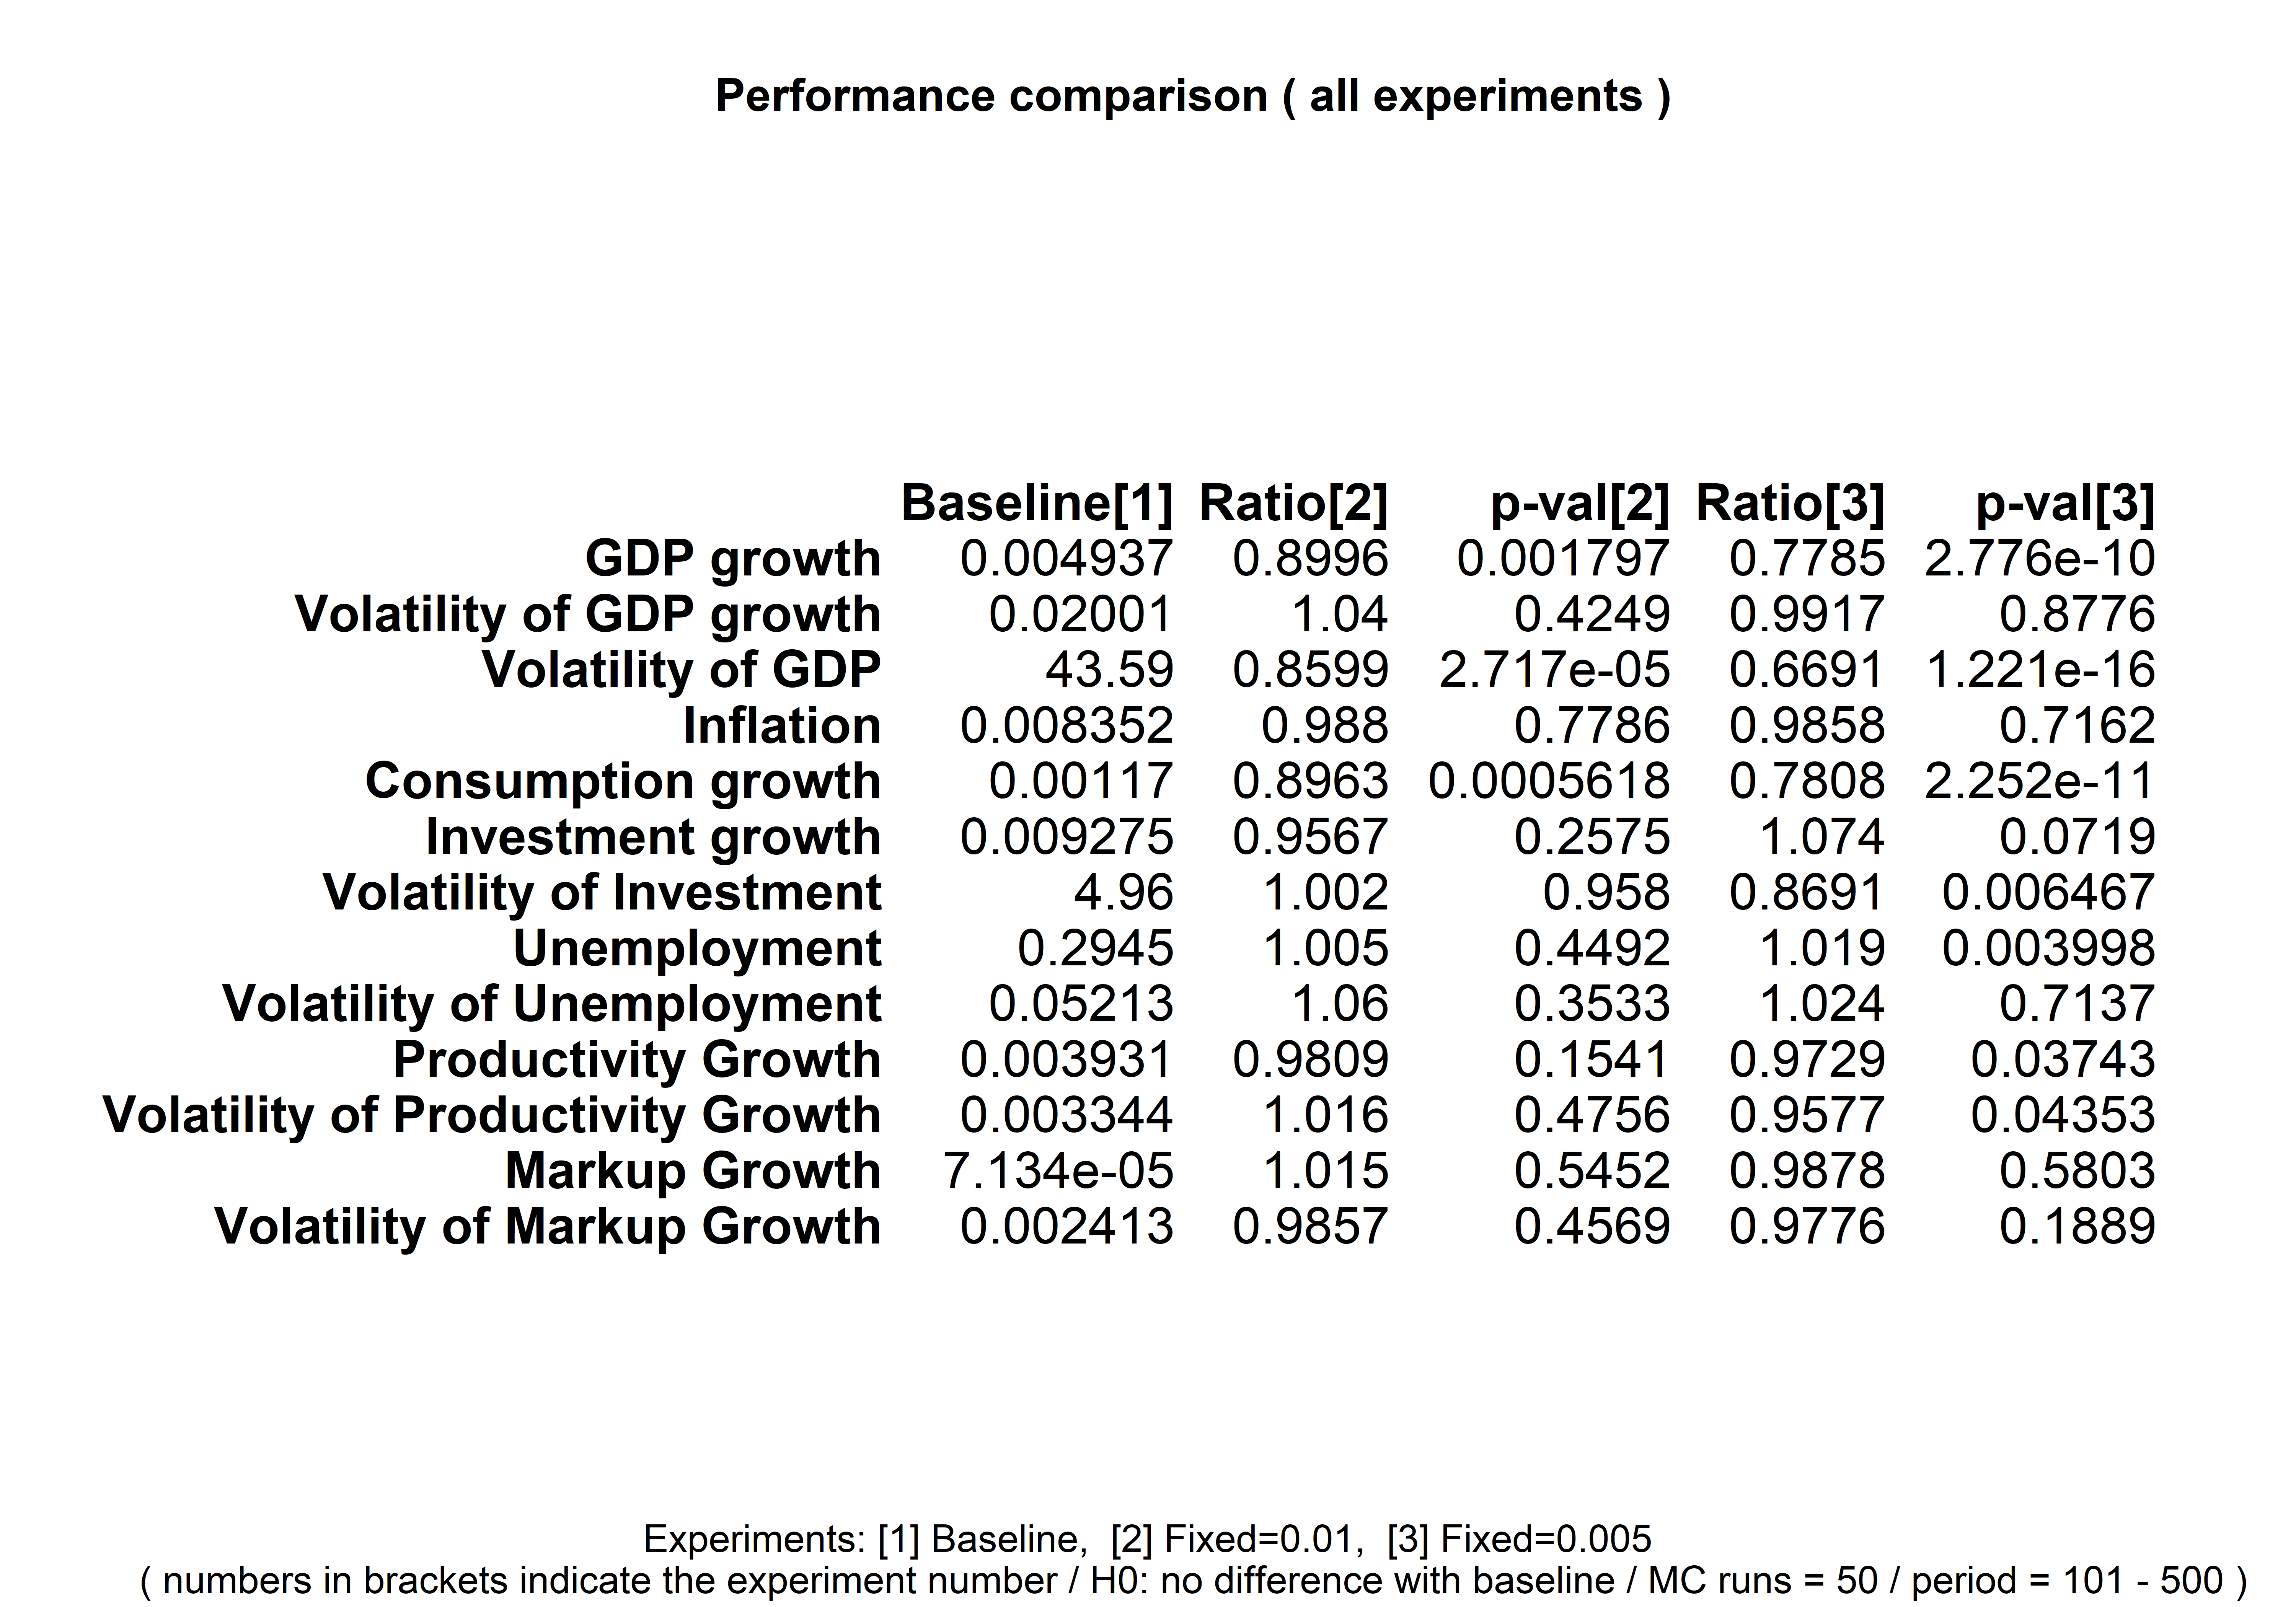 Performance comparison ( all experiments )
Baseline[1] Ratio[2] p-val[2] Ratio[3] p-val[3]
GDP growth 0.004937 0.8996 0.001797 0.7785 2.776e-10
Volatility of GDP growth 0.02001 1.04 0.4249 0.9917 0.8776
Volatility of GDP 43.59 0.8599 2.717e-05 0.6691 1.221e-16
Inflation 0.008352 0.988 0.7786 0.9858 0.7162
Consumption growth 0.00117 0.8963 0.0005618 0.7808 2.252e-11
Investment growth 0.009275 0.9567 0.2575 1.074 0.0719
Volatility of Investment 4.96 1.002 0.958 0.8691 0.006467
Unemployment 0.2945 1.005 0.4492 1.019 0.003998
Volatility of Unemployment 0.05213 1.06 0.3533 1.024 0.7137
Productivity Growth 0.003931 0.9809 0.1541 0.9729 0.03743
Volatility of Productivity Growth 0.003344 1.016 0.4756 0.9577 0.04353
Markup Growth 7.134e-05 1.015 0.5452 0.9878 0.5803
Volatility of Markup Growth 0.002413 0.9857 0.4569 0.9776 0.1889
Experiments: [1] Baseline, [2] Fixed=0.01, [3] Fixed=0.005
( numbers in brackets indicate the experiment number / H0: no difference with baseline / MC runs = 50 / period = 101 - 500 )